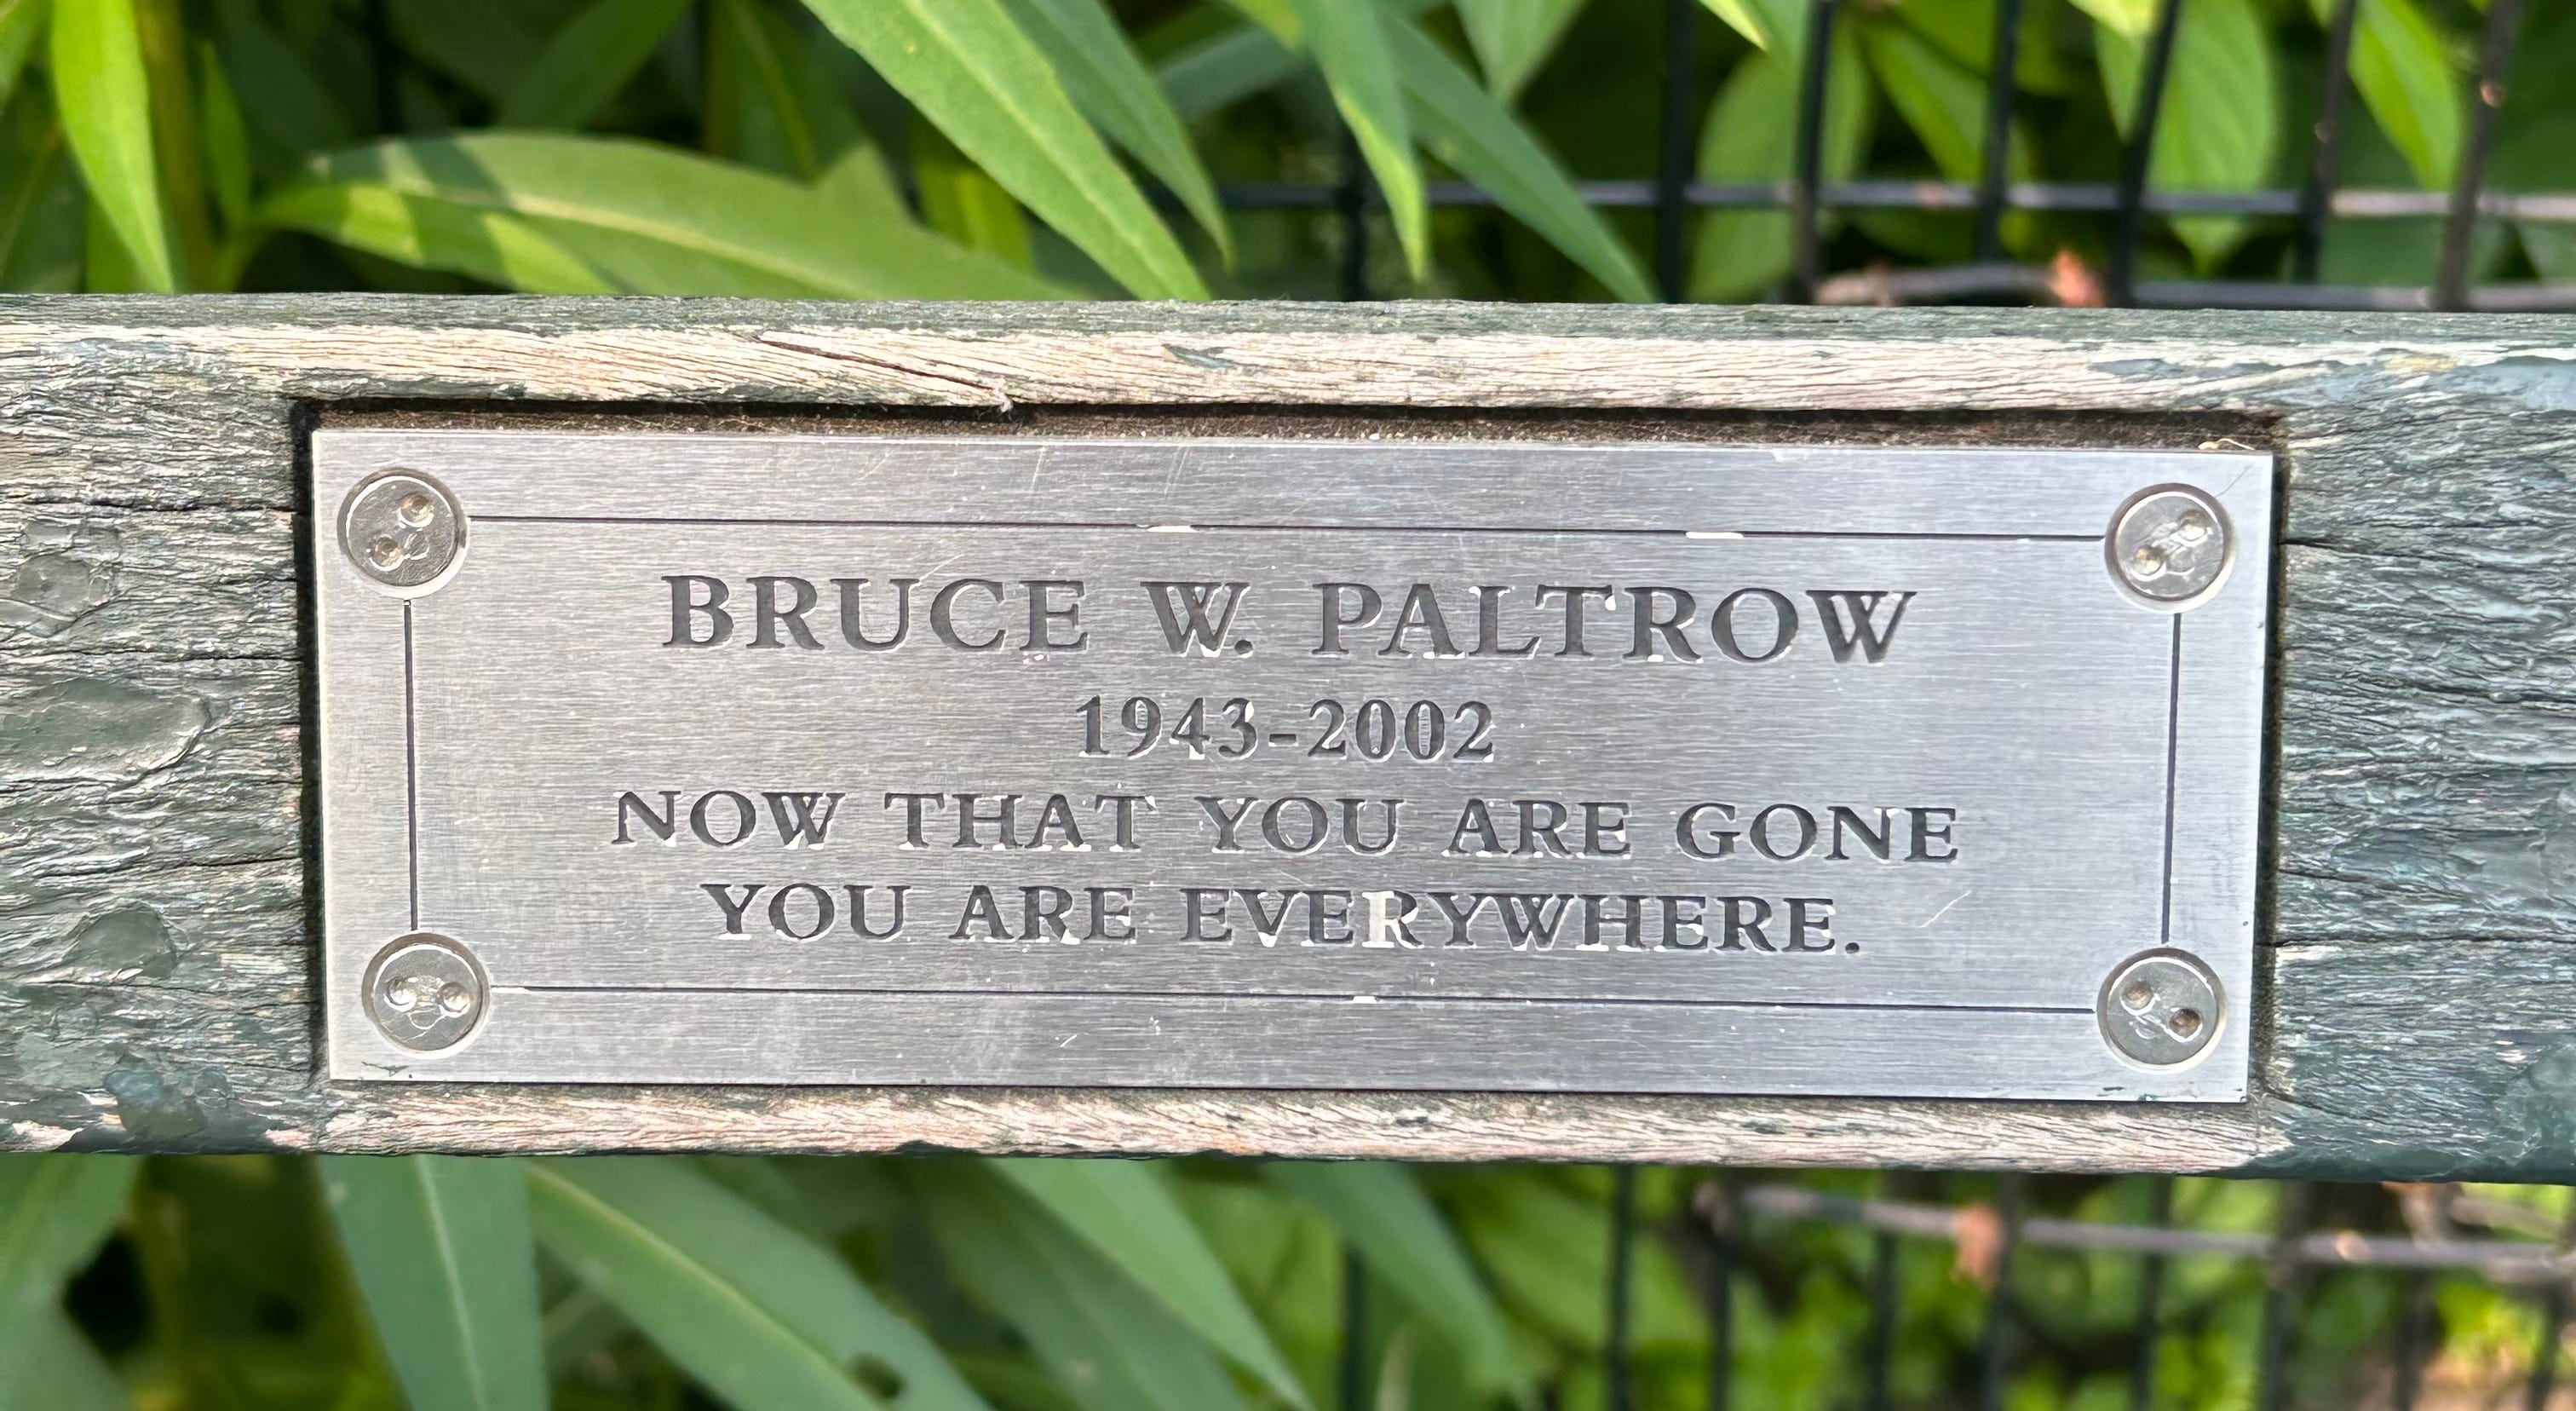 BRUCE W. PALTROW
1943-2002
NOW THAT YOU ARE GONE
YOU ARE EVERYWHERE.